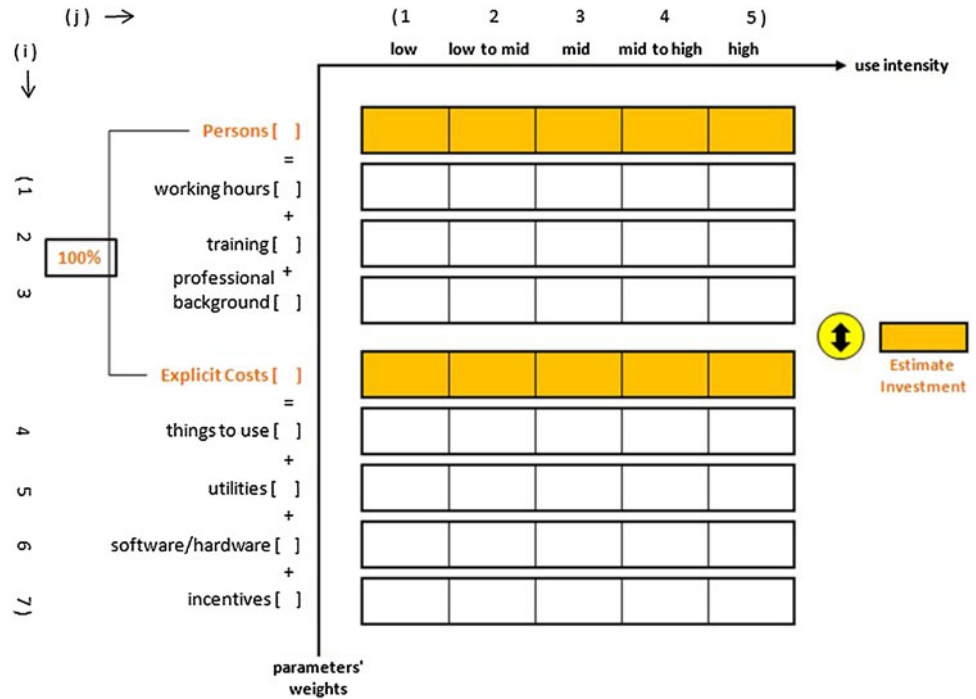 (j) (1 2 3 4 5)
(i) low low to mid mid mid to high high
use intensity
Persons [ ]
=
(1 working hours [ ]
+
2 training [ ]
100%
+
3 professional
background [ ]
Estimate
Investment
Explicit Costs [ ]
=
4 things to use [ ]
+
5 utilities [ ]
+
6 software/hardware [ ]
+
7) incentives [ ]
parameters'
weights